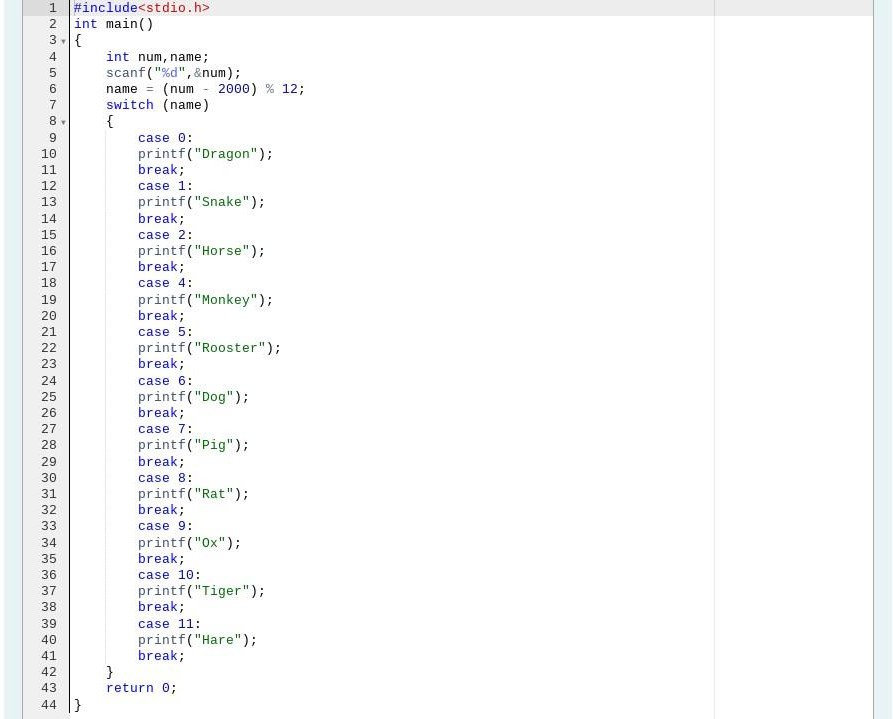 1 #include<stdio.h>
2 int main()
3 {
4 int num,name;
5 scanf("%d",&num);
6 name = (num - 2000) % 12;
7 switch (name)
8 {
9 case 0:
10 printf("Dragon");
11 break;
12 case 1:
13 printf("Snake");
14 break;
15 case 2:
16 printf("Horse");
17 break;
18 case 4:
19 printf("Monkey");
20 break;
21 case 5:
22 printf("Rooster");
23 break;
24 case 6:
25 printf("Dog");
26 break;
27 case 7:
28 printf("Pig");
29 break;
30 case 8:
31 printf("Rat");
32 break;
33 case 9:
34 printf("Ox");
35 break;
36 case 10:
37 printf("Tiger");
38 break;
39 case 11:
40 printf("Hare");
41 break;
42 }
43 return 0;
44 }